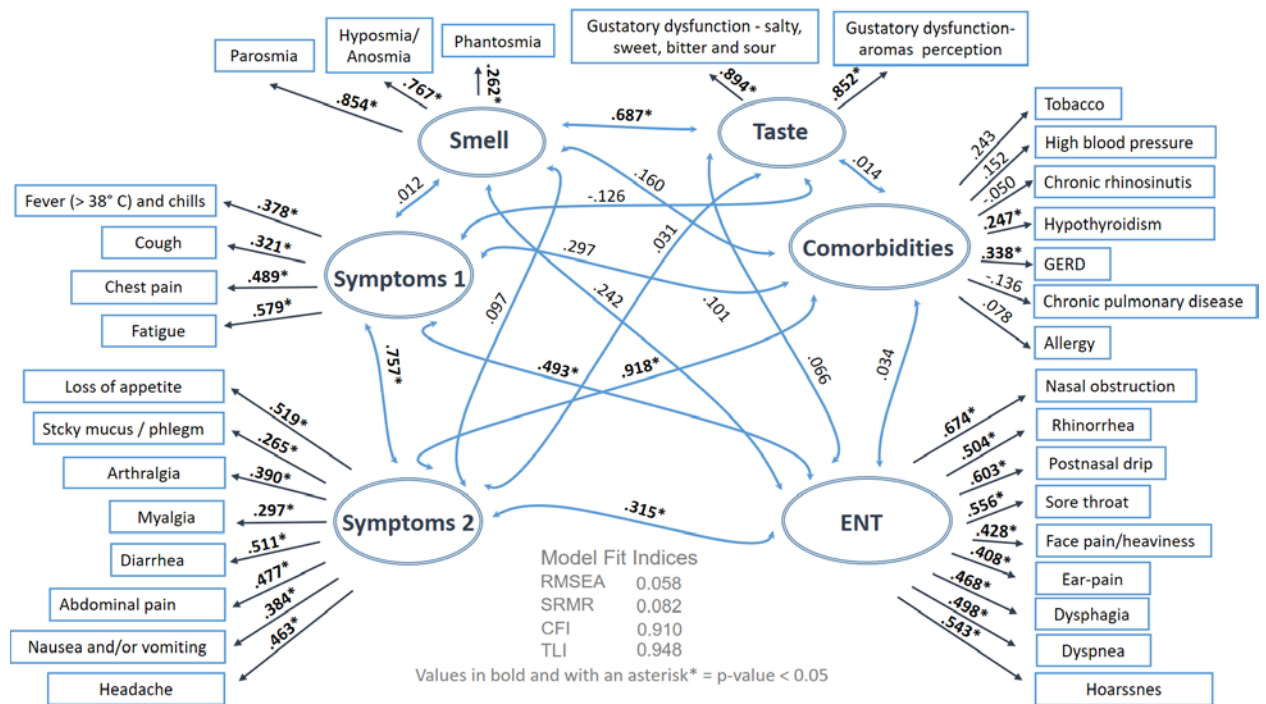 Parosmia
Hyposmia/
Anosmia
Phantosmia
Gustatory dysfunction - salty,
sweet, bitter and sour
Gustatory dysfunction-
aromas perception
.854*
.767*
.262*
.894*
.852*
Smell
.687*
Taste
Tobacco
High blood pressure
Chronic rhinosinutis
Hypothyroidism
GERD
Chronic pulmonary disease
Allergy
.243
.152
-.050
.247*
.338*
-.136
.078
.012
.160
-.126
.014
Comorbidities
Fever (> 38° C) and chills
Cough
Chest pain
Fatigue
.378*
.321*
.489*
.579*
Symptoms 1
.297
.031
.097
.242
.101
.757*
.493*
.918*
.066
.034
Loss of appetite
Stcky mucus / phlegm
Arthralgia
Myalgia
Diarrhea
Abdominal pain
Nausea and/or vomiting
Headache
.519*
.265*
.390*
.297*
.511*
.477*
.384*
.463*
Symptoms 2
.315*
ENT
Nasal obstruction
Rhinorrhea
Postnasal drip
Sore throat
Face pain/heaviness
Ear-pain
Dysphagia
Dyspnea
Hoarssnes
.674*
.504*
.603*
.556*
.428*
.408*
.468*
.498*
.543*
Model Fit Indices
RMSEA 0.058
SRMR 0.082
CFI 0.910
TLI 0.948
Values in bold and with an asterisk* = p-value < 0.05